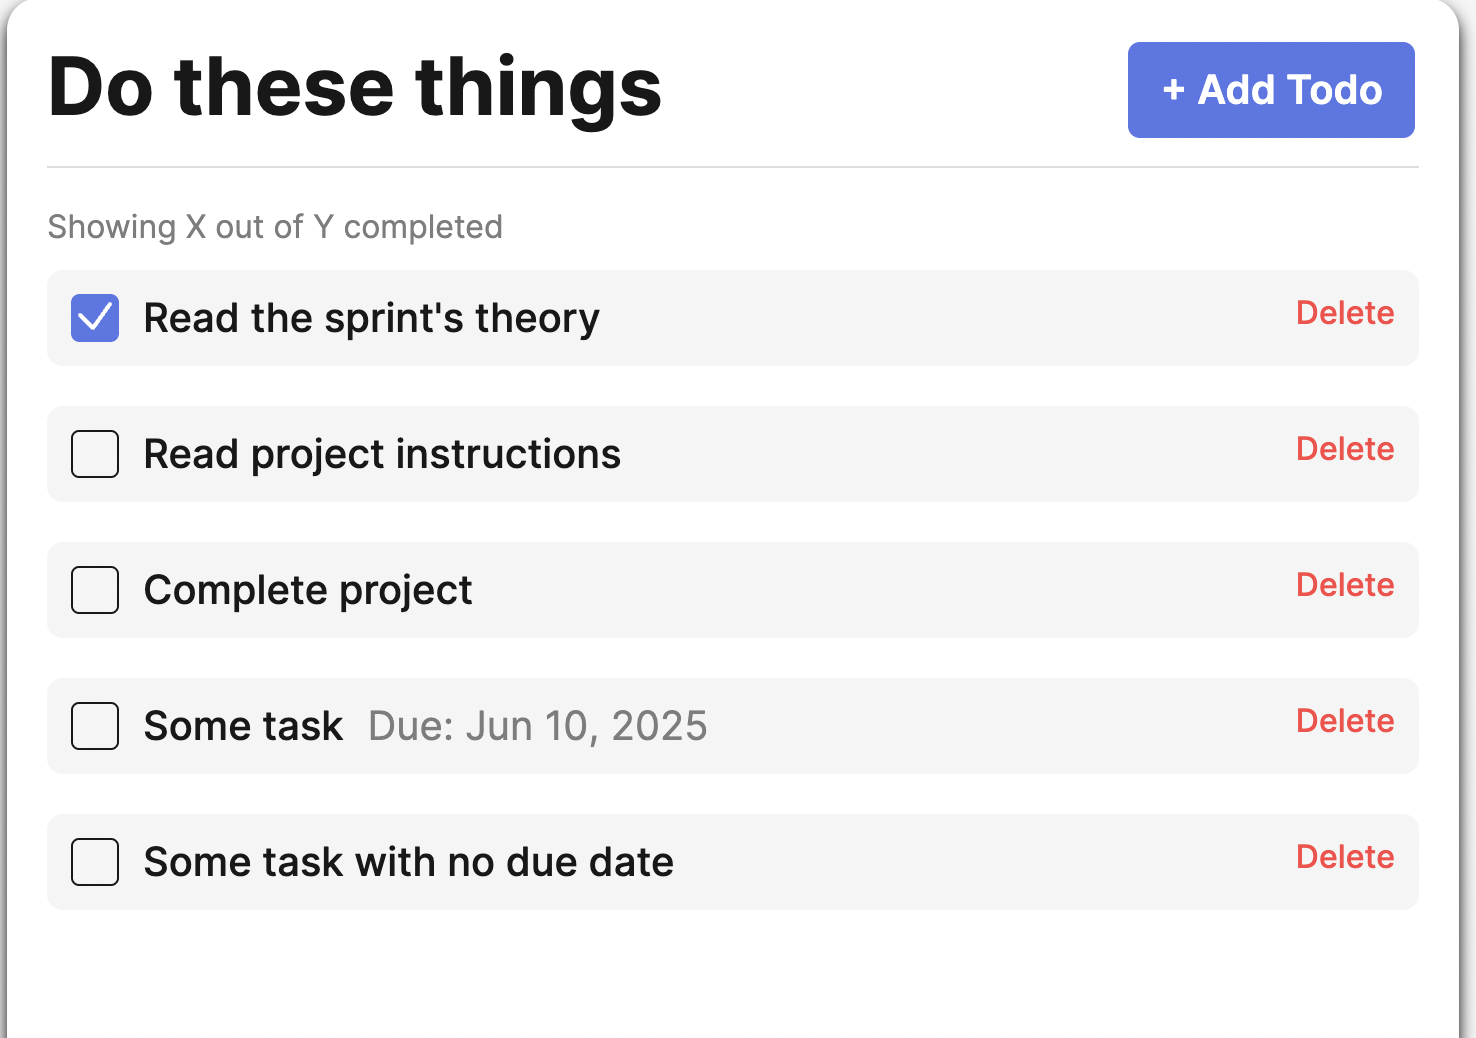 Do these things
+ Add Todo
Showing X out of Y completed
Read the sprint's theory
Delete
Read project instructions
Delete
Complete project
Delete
Some task Due: Jun 10, 2025
Delete
Some task with no due date
Delete